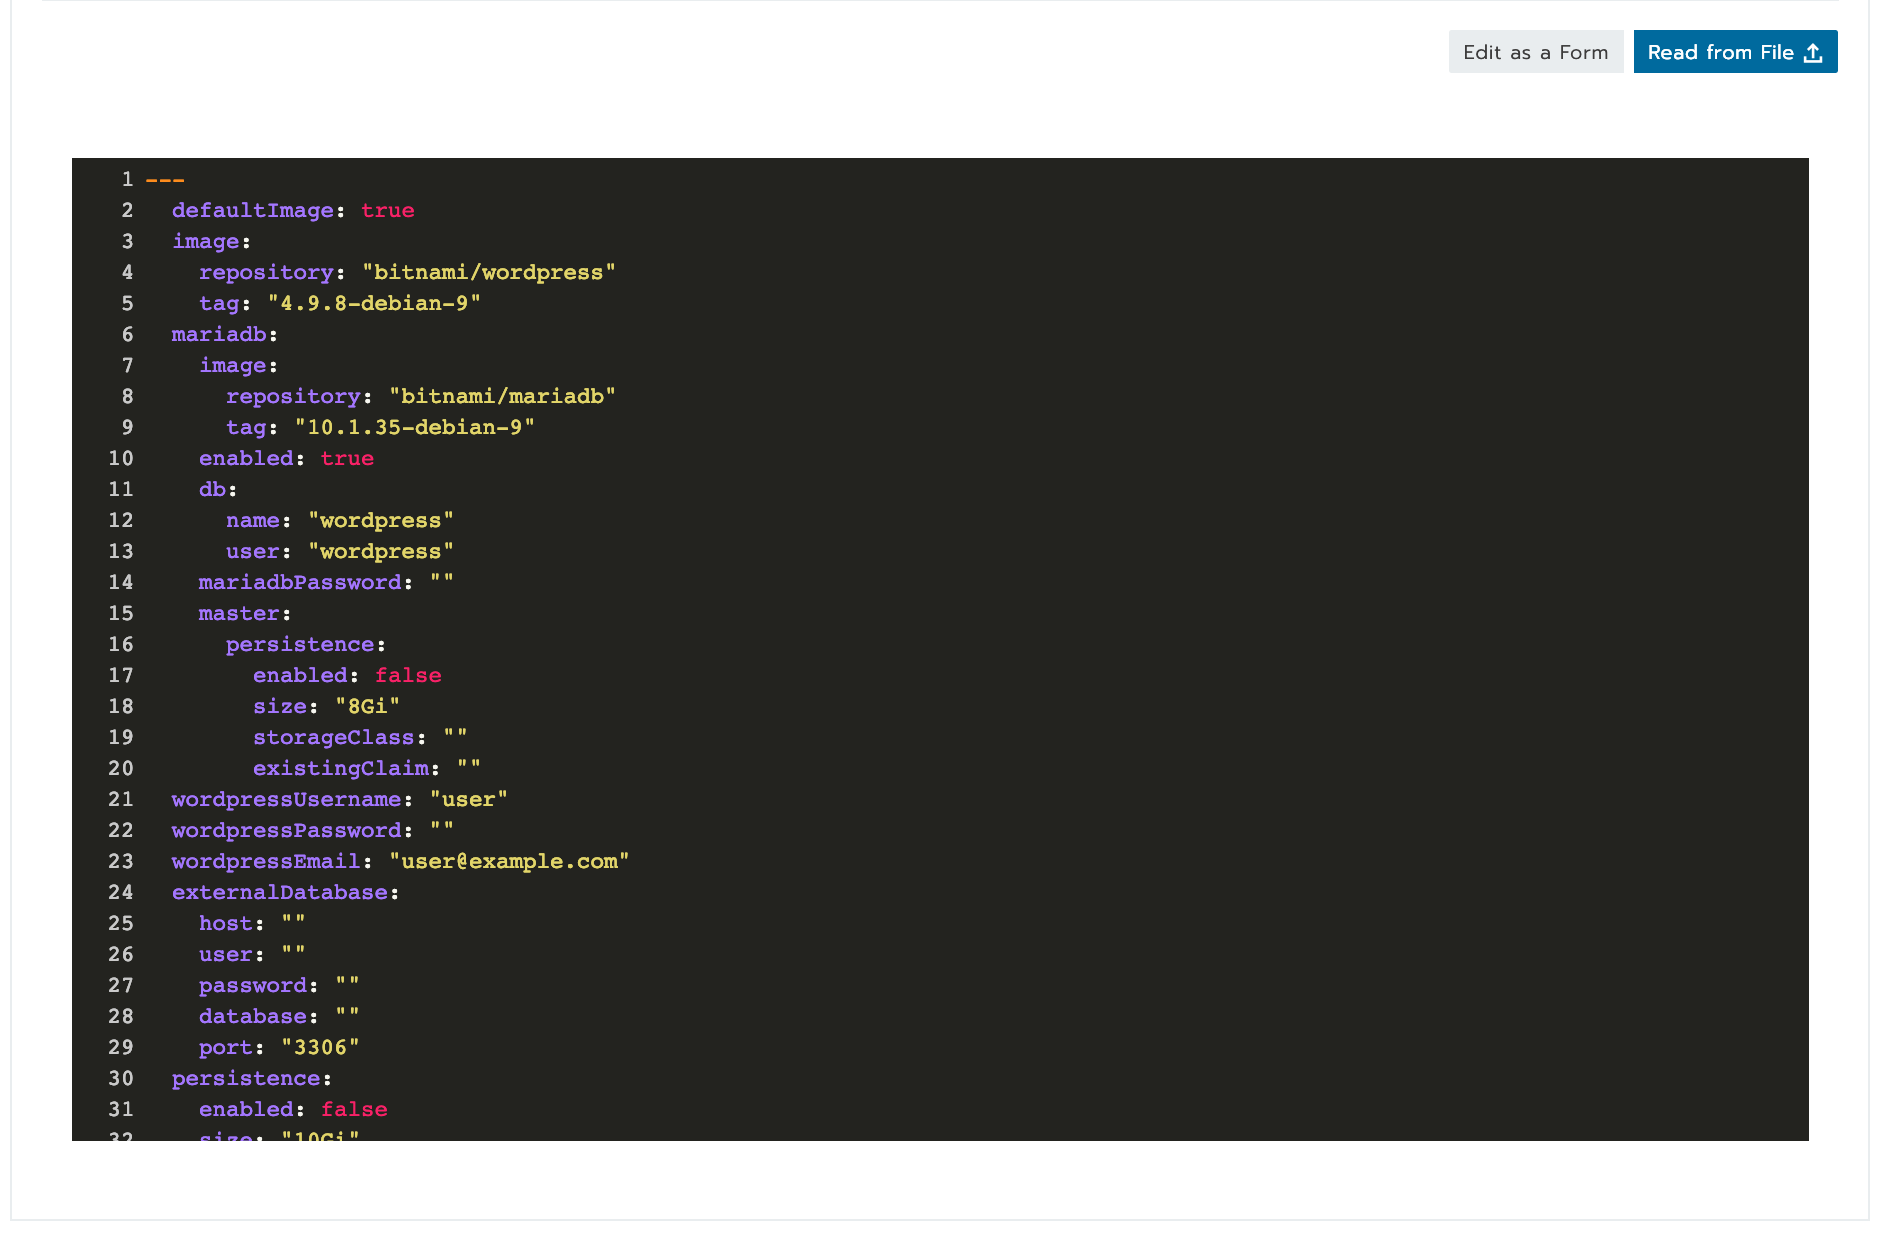 Edit as a Form
Read from File
1 ---
2   defaultImage: true
3   image:
4     repository: "bitnami/wordpress"
5     tag: "4.9.8-debian-9"
6   mariadb:
7     image:
8       repository: "bitnami/mariadb"
9       tag: "10.1.35-debian-9"
10     enabled: true
11     db:
12       name: "wordpress"
13       user: "wordpress"
14     mariadbPassword: ""
15     master:
16       persistence:
17         enabled: false
18         size: "8Gi"
19         storageClass: ""
20         existingClaim: ""
21   wordpressUsername: "user"
22   wordpressPassword: ""
23   wordpressEmail: "user@example.com"
24   externalDatabase:
25     host: ""
26     user: ""
27     password: ""
28     database: ""
29     port: "3306"
30   persistence:
31     enabled: false
32     size: "10Gi"